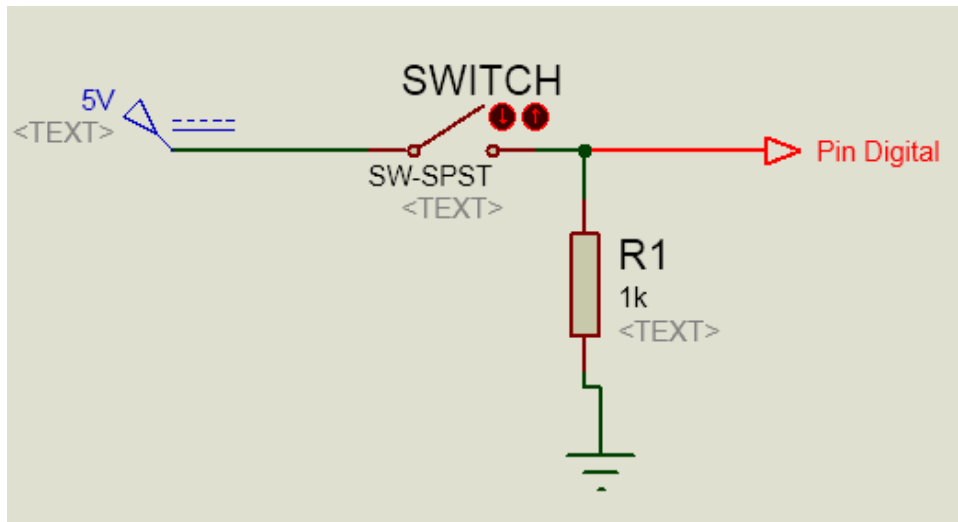 SWITCH
5V
<TEXT>
SW-SPST
<TEXT>
Pin Digital
R1
1k
<TEXT>